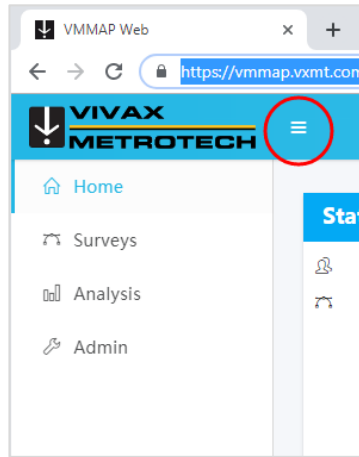 VMMAP Web
https://vmmap.vxmt.com
VIVAX
METROTECH
Home
Sta
Surveys
Analysis
Admin